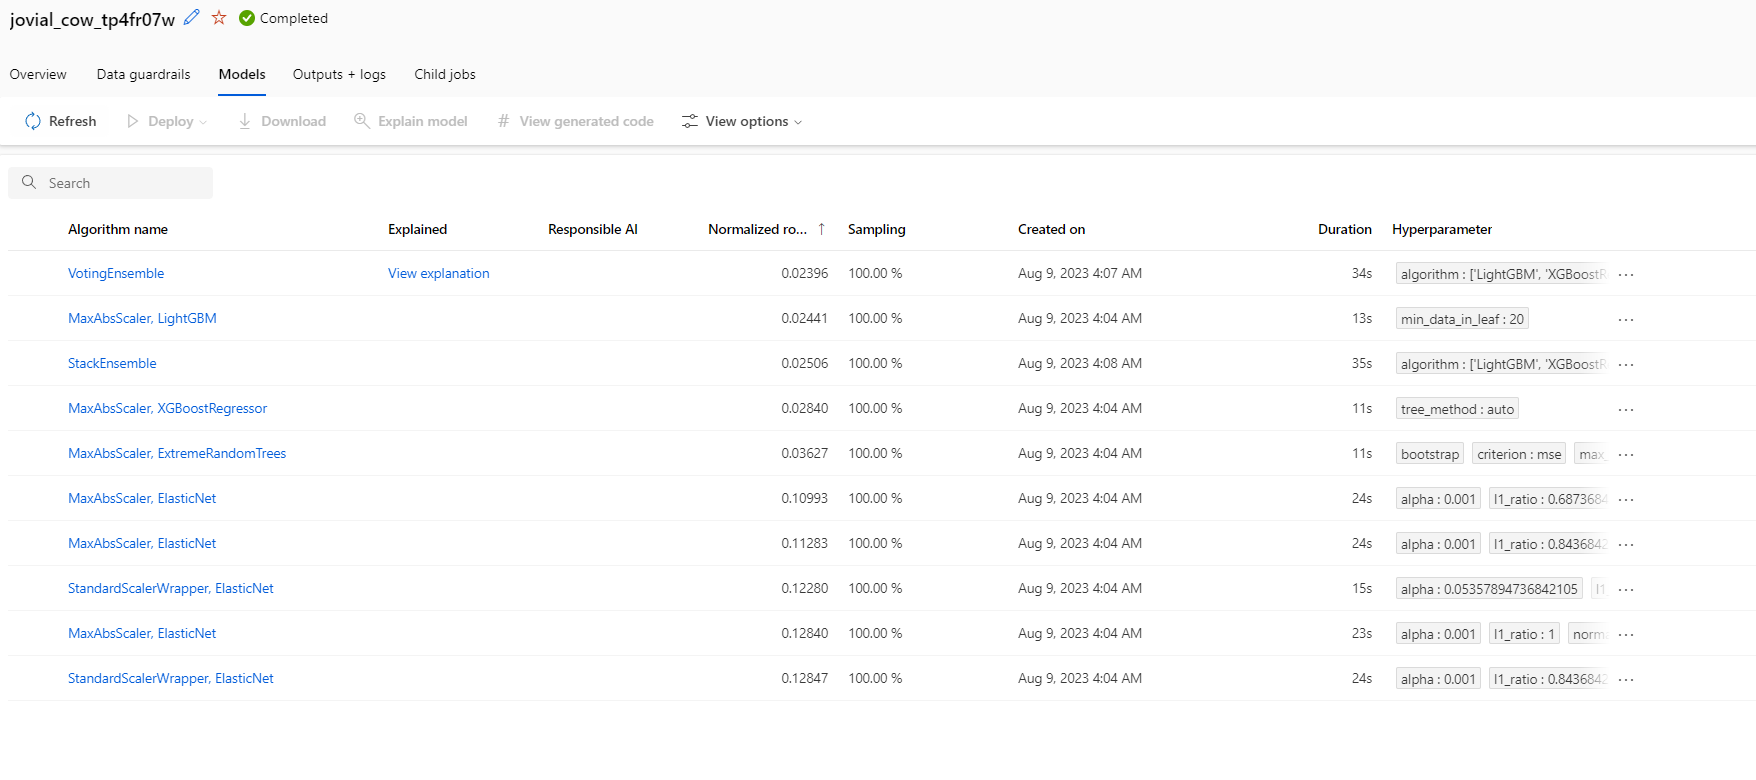 jovial_cow_tp4fr07w Completed
Overview Data guardrails Models Outputs + logs Child jobs
Refresh Deploy Download Explain model # View generated code View options
Search
Algorithm name Explained Responsible AI Normalized ro... ↑ Sampling Created on Duration Hyperparameter
VotingEnsemble View explanation 0.02396 100.00 % Aug 9, 2023 4:07 AM 34s algorithm : ['LightGBM', 'XGBoostR ...
MaxAbsScaler, LightGBM 0.02441 100.00 % Aug 9, 2023 4:04 AM 13s min_data_in_leaf : 20 ...
StackEnsemble 0.02506 100.00 % Aug 9, 2023 4:08 AM 35s algorithm : ['LightGBM', 'XGBoostR ...
MaxAbsScaler, XGBoostRegressor 0.02840 100.00 % Aug 9, 2023 4:04 AM 11s tree_method : auto ...
MaxAbsScaler, ExtremeRandomTrees 0.03627 100.00 % Aug 9, 2023 4:04 AM 11s bootstrap criterion : mse max_ ...
MaxAbsScaler, ElasticNet 0.10993 100.00 % Aug 9, 2023 4:04 AM 24s alpha : 0.001 l1_ratio : 0.6873684 ...
MaxAbsScaler, ElasticNet 0.11283 100.00 % Aug 9, 2023 4:04 AM 24s alpha : 0.001 l1_ratio : 0.8436842 ...
StandardScalerWrapper, ElasticNet 0.12280 100.00 % Aug 9, 2023 4:04 AM 15s alpha : 0.05357894736842105 l1_ ...
MaxAbsScaler, ElasticNet 0.12840 100.00 % Aug 9, 2023 4:04 AM 23s alpha : 0.001 l1_ratio : 1 norma ...
StandardScalerWrapper, ElasticNet 0.12847 100.00 % Aug 9, 2023 4:04 AM 24s alpha : 0.001 l1_ratio : 0.8436842 ...